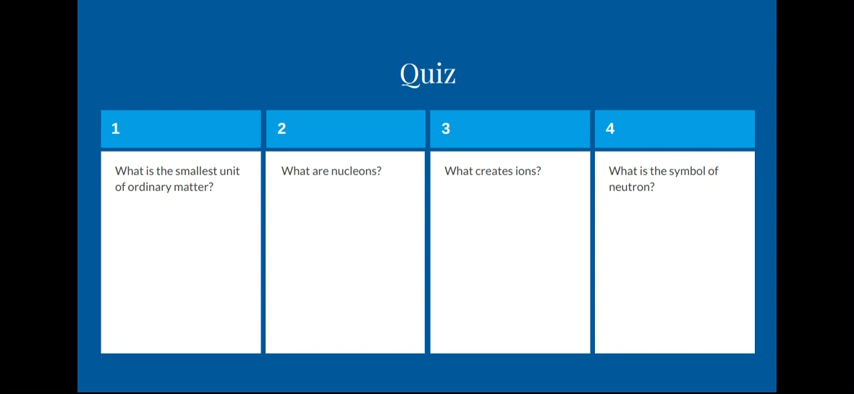 Quiz
1
What is the smallest unit
of ordinary matter?
2
What are nucleons?
3
What creates ions?
4
What is the symbol of
neutron?